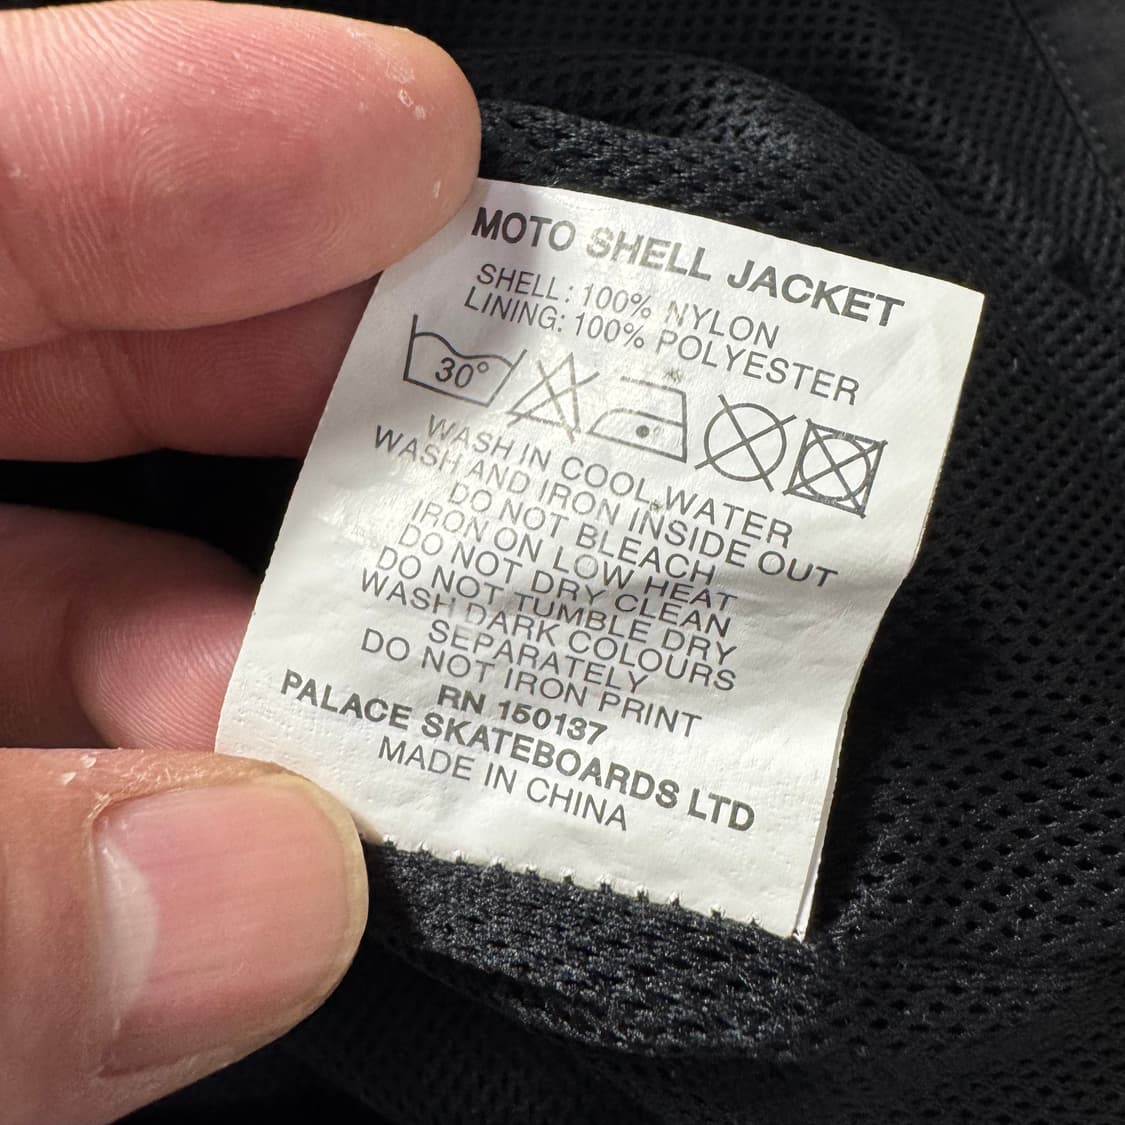 MOTO SHELL JACKET
SHELL: 100% NYLON
LINING: 100% POLYESTER
30°
WASH IN COOL WATER
WASH AND IRON INSIDE OUT
DO NOT BLEACH
IRON ON LOW HEAT
DO NOT DRY CLEAN
DO NOT TUMBLE DRY
WASH DARK COLOURS
SEPARATELY
DO NOT IRON PRINT
RN 150137
PALACE SKATEBOARDS LTD
MADE IN CHINA